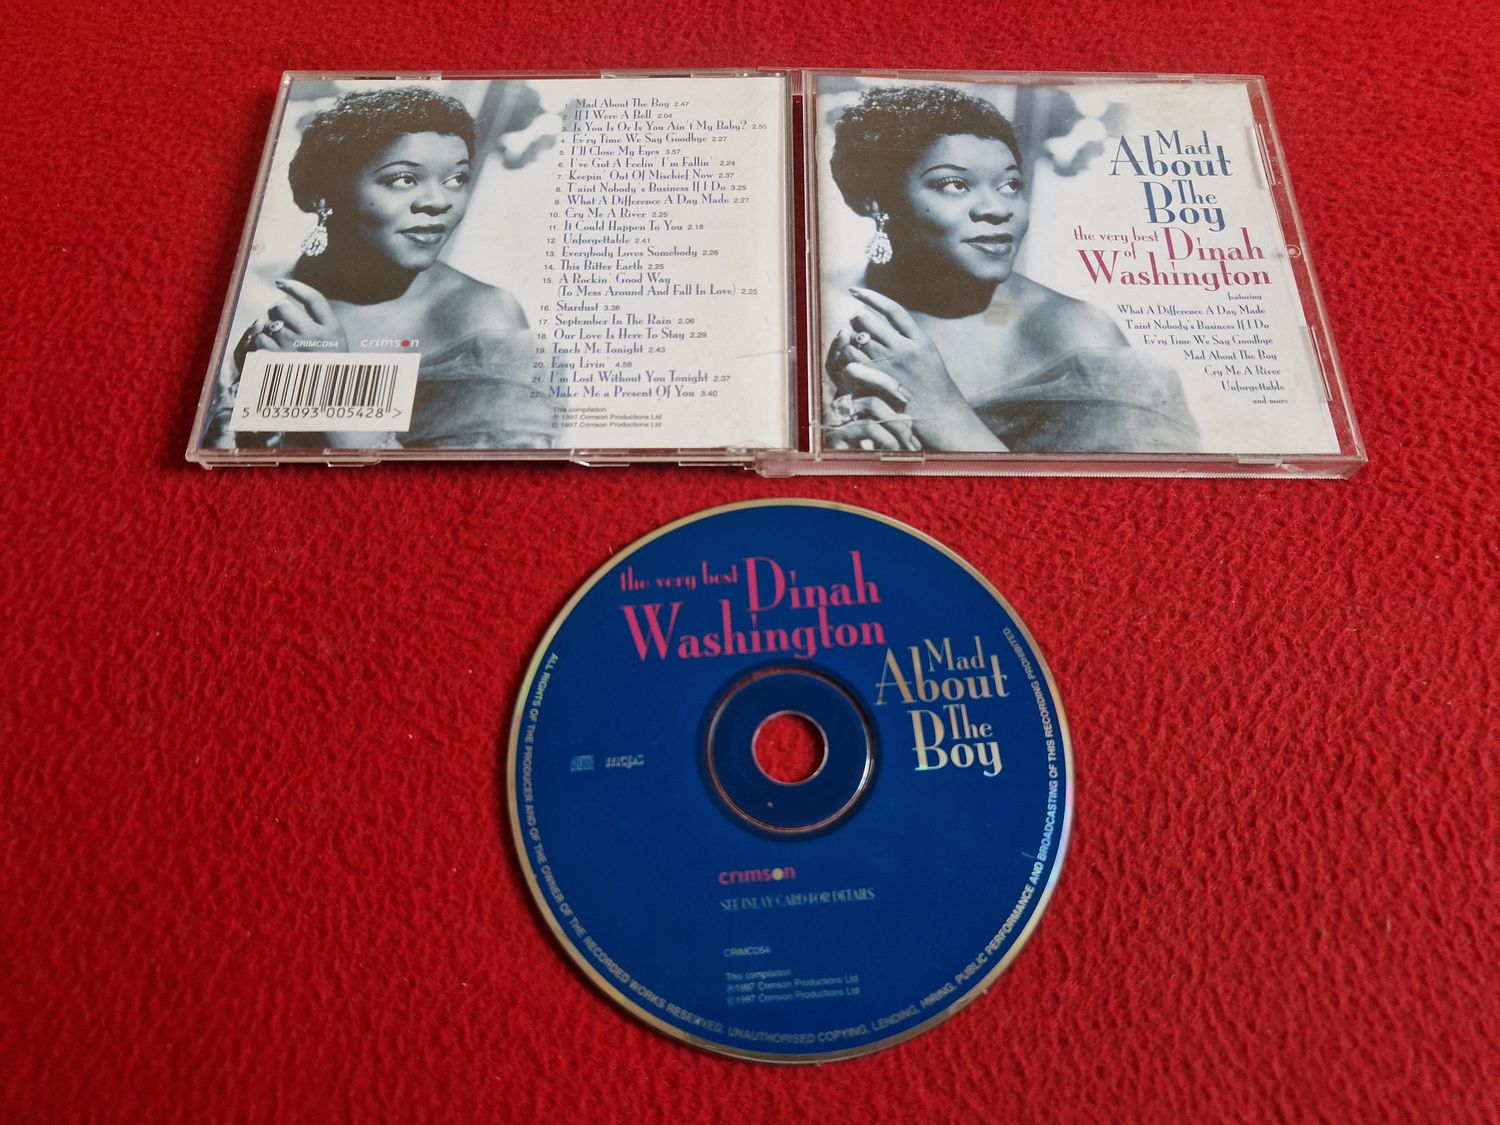 1. Mad About The Boy 2.47
2. If I Were A Bell 2.04
3. Is You Is Or Is You Ain't My Baby? 2.55
4. Ev'ry Time We Say Goodbye 2.27
5. I'll Close My Eyes 3.57
6. I've Got A Feelin' I'm Fallin' 2.24
7. Keepin' Out Of Mischief Now 2.37
8. T'aint Nobody's Business If I Do 3.25
9. What A Difference A Day Made 2.27
10. Cry Me A River 2.25
11. It Could Happen To You 2.18
12. Unforgettable 2.41
13. Everybody Loves Somebody 2.26
14. This Bitter Earth 2.25
15. A Rockin' Good Way
(To Mess Around And Fall In Love) 2.25
16. Stardust 3.36
17. September In The Rain 2.06
18. Our Love Is Here To Stay 2.29
19. Teach Me Tonight 2.43
20. Easy Livin' 4.58
21. I'm Lost Without You Tonight 2.37
22. Make Me a Present Of You 3.40
This compilation
℗ 1997 Crimson Productions Ltd
© 1997 Crimson Productions Ltd
CRIMCD54 crimson
5 033093 005428 >
Mad
About
The
Boy
the very best
of Dinah
Washington
featuring
What A Difference A Day Made
T'aint Nobody's Business If I Do
Ev'ry Time We Say Goodbye
Mad About The Boy
Cry Me A River
Unforgettable
and more
the very best Dinah
Washington
Mad
About
The
Boy
mcps
crimson
SEE INLAY CARD FOR DETAILS
CRIMCD54
This compilation
℗1997 Crimson Productions Ltd
©1997 Crimson Productions Ltd
ALL RIGHTS OF THE PRODUCER AND OF THE OWNER OF THE RECORDED WORKS RESERVED. UNAUTHORISED COPYING, LENDING, HIRING, PUBLIC PERFORMANCE AND BROADCASTING OF THIS RECORDING PROHIBITED.